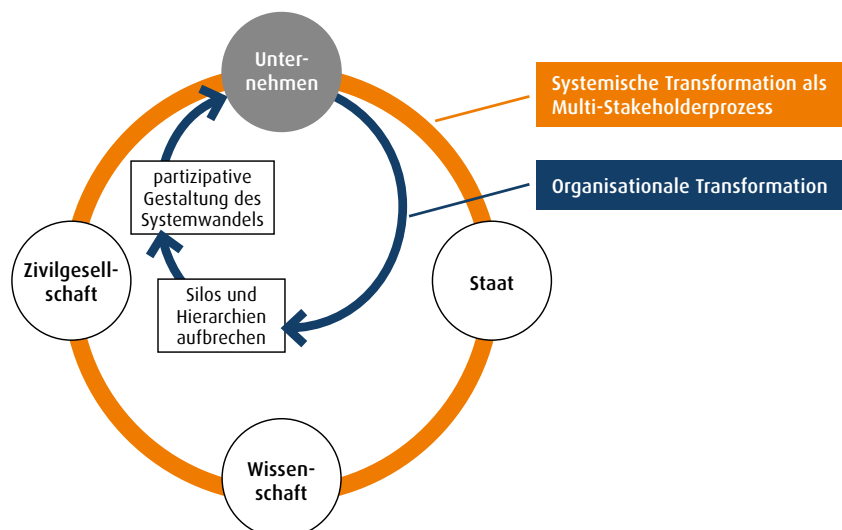 Unter-
nehmen
Systemische Transformation als
Multi-Stakeholderprozess
partizipative
Gestaltung des
Systemwandels
Organisationale Transformation
Zivilgesell-
schaft
Silos und
Hierarchien
aufbrechen
Staat
Wissen-
schaft